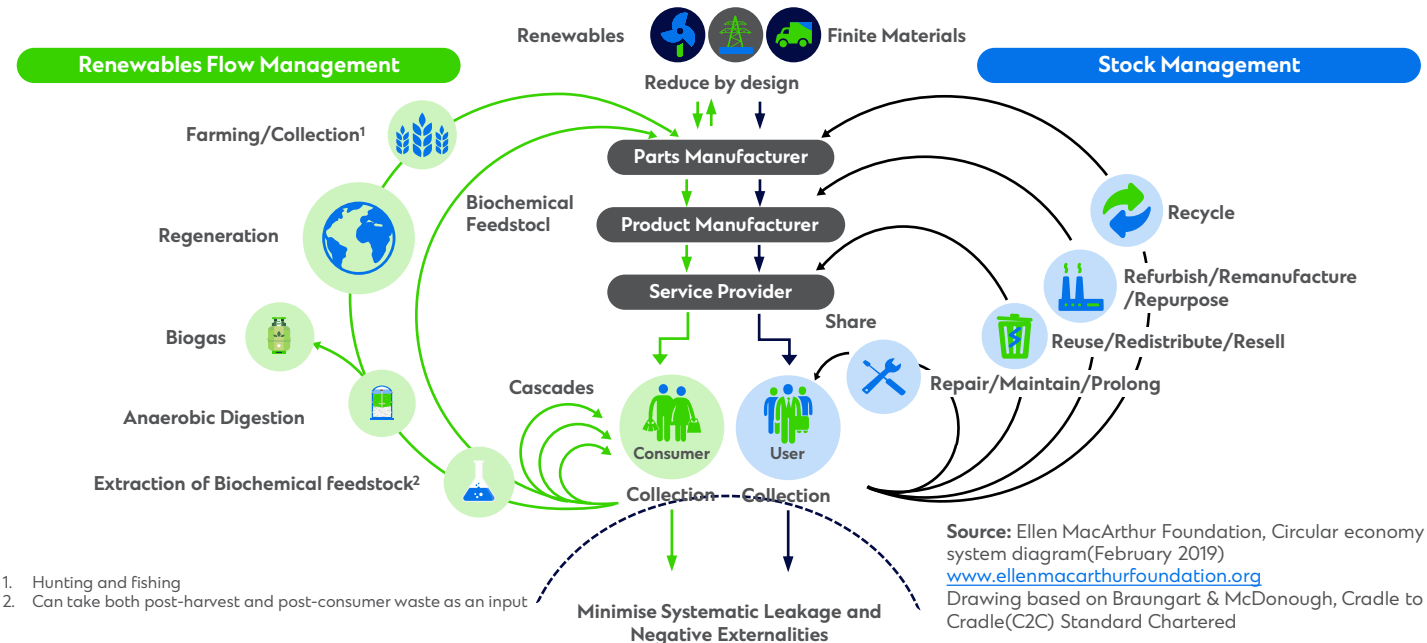 Renewables
Finite Materials
Renewables Flow Management
Stock Management
Reduce by design
Farming/Collection¹
Parts Manufacturer
Biochemical
Feedstocl
Recycle
Product Manufacturer
Regeneration
Refurbish/Remanufacture
/Repurpose
Service Provider
Share
Biogas
Reuse/Redistribute/Resell
Repair/Maintain/Prolong
Cascades
Anaerobic Digestion
Consumer
User
Extraction of Biochemical feedstock²
Collection
Collection
Source: Ellen MacArthur Foundation, Circular economy
system diagram(February 2019)
www.ellenmacarthurfoundation.org
Drawing based on Braungart & McDonough, Cradle to
Cradle(C2C) Standard Chartered
1. Hunting and fishing
2. Can take both post-harvest and post-consumer waste as an input
Minimise Systematic Leakage and
Negative Externalities